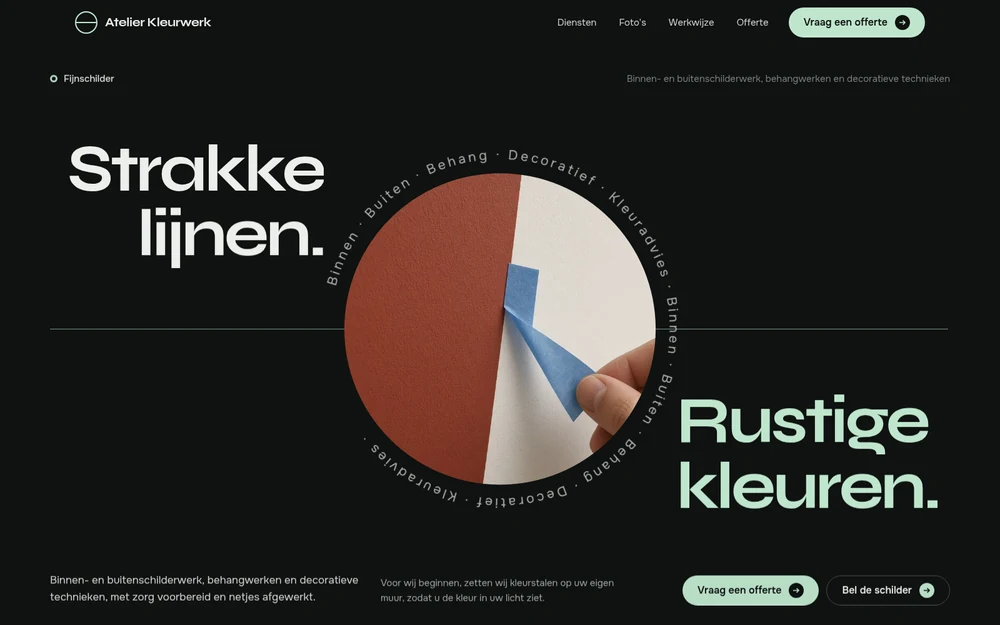 Atelier Kleurwerk
Diensten
Foto's
Werkwijze
Offerte
Vraag een offerte
Fijnschilder
Binnen- en buitenschilderwerk, behangwerken en decoratieve technieken
Strakke
lijnen.
Binnen · Buiten · Behang · Decoratief · Kleuradvies · Binnen · Buiten · Behang · Decoratief · Kleuradvies ·
Rustige
kleuren.
Binnen- en buitenschilderwerk, behangwerken en decoratieve
technieken, met zorg voorbereid en netjes afgewerkt.
Voor wij beginnen, zetten wij kleurstalen op uw eigen
muur, zodat u de kleur in uw licht ziet.
Vraag een offerte
Bel de schilder